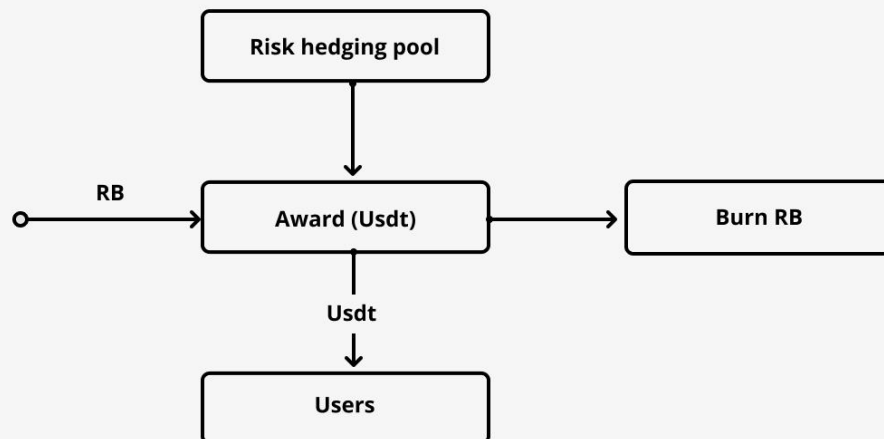 Risk hedging pool
RB
Award (Usdt)
Burn RB
Usdt
Users